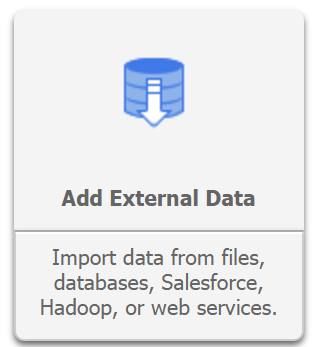 Add External Data
Import data from files,
databases, Salesforce,
Hadoop, or web services.